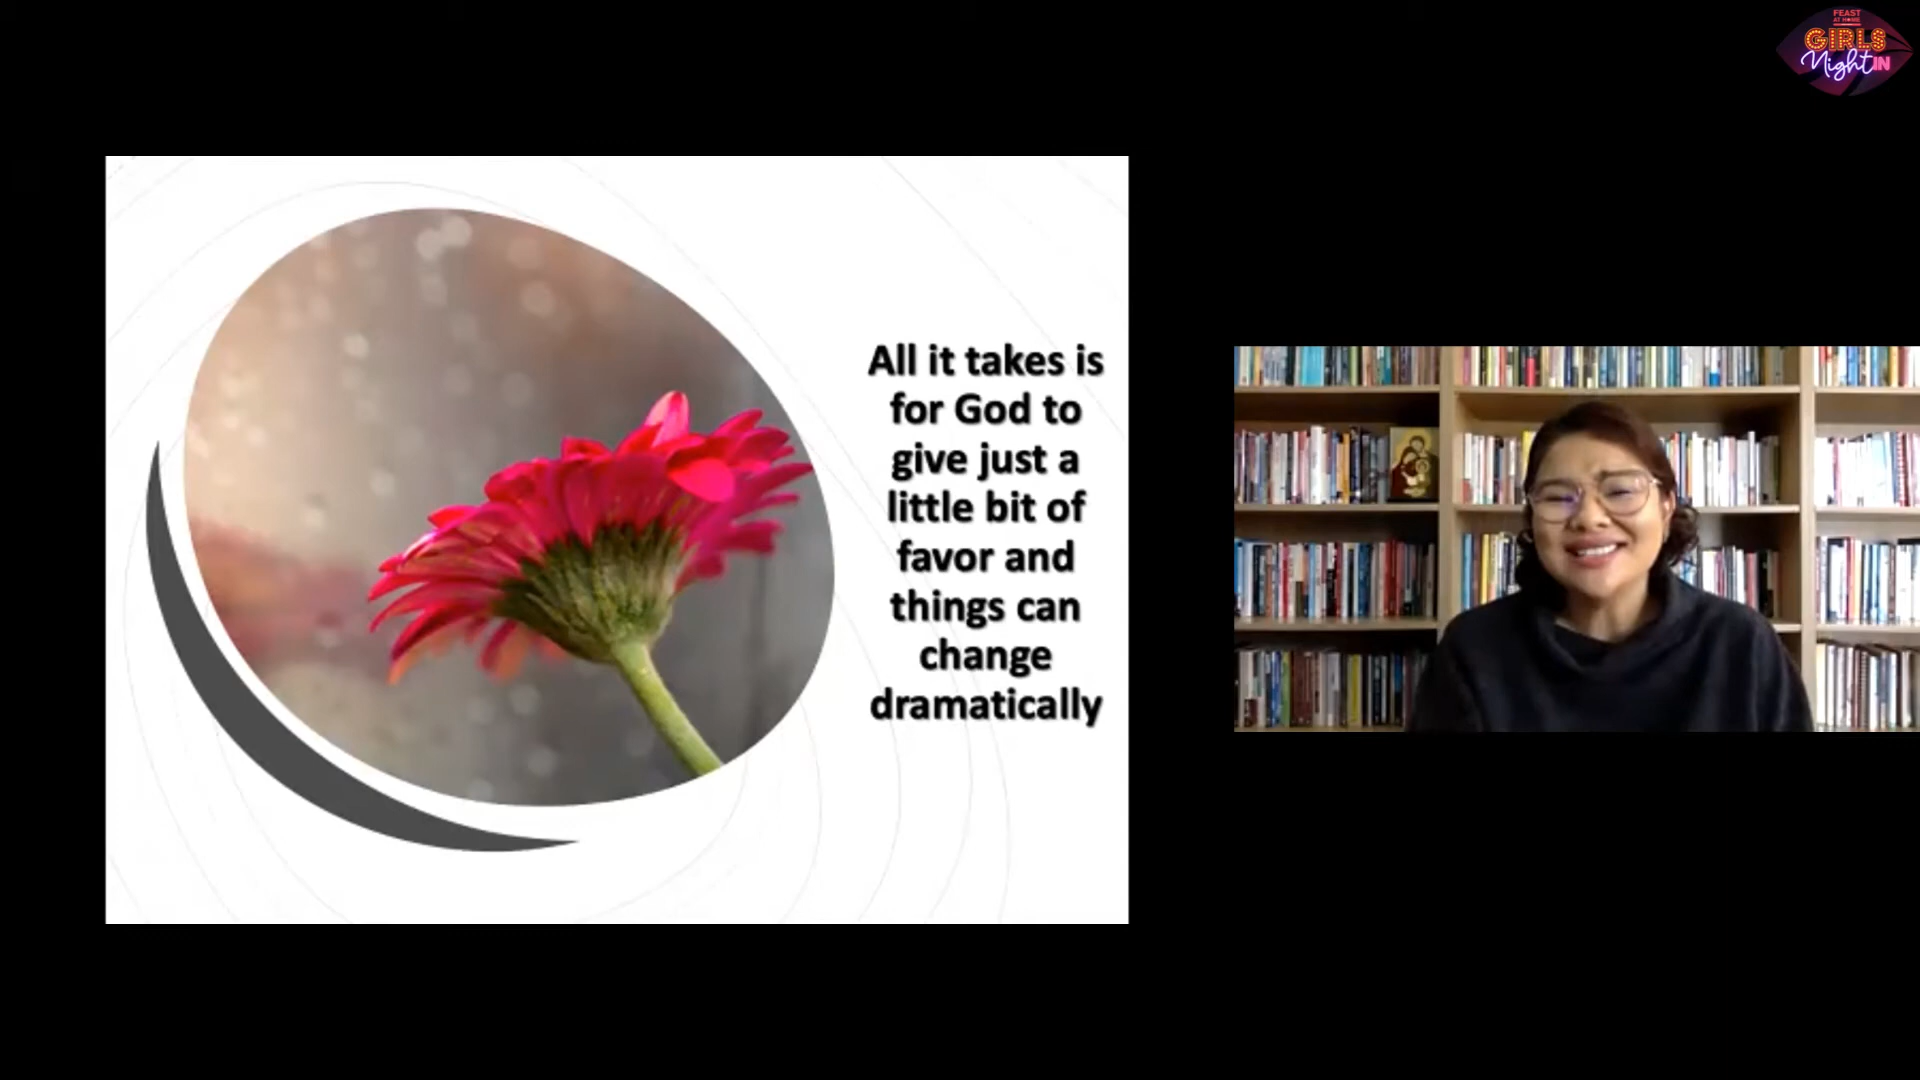 FEAST
AT HOME
GIRLS
Night IN
All it takes is
for God to
give just a
little bit of
favor and
things can
change
dramatically